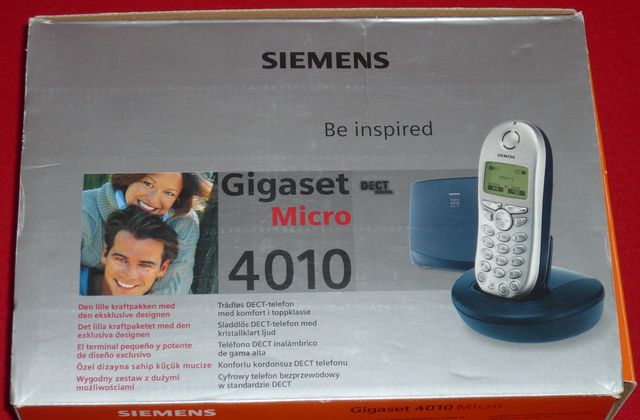 SIEMENS
Be inspired
Gigaset DECT
Micro
4010
SIEMENS
Den lille kraftpakken med
den eksklusive designen
Det lilla kraftpaketet med den
exklusiva designen
El terminal pequeño y potente
de diseño exclusivo
Özel dizayna sahip küçük mucize
Wygodny zestaw z dużymi
możliwościami
Trådløs DECT-telefon
med komfort i toppklasse
Sladdlös DECT-telefon med
kristallklart ljud
Teléfono DECT inalámbrico
de gama alta
Konforlu kordonsuz DECT telefonu
Cyfrowy telefon bezprzewodowy
w standardzie DECT
SIEMENS
Gigaset 4010 Micro